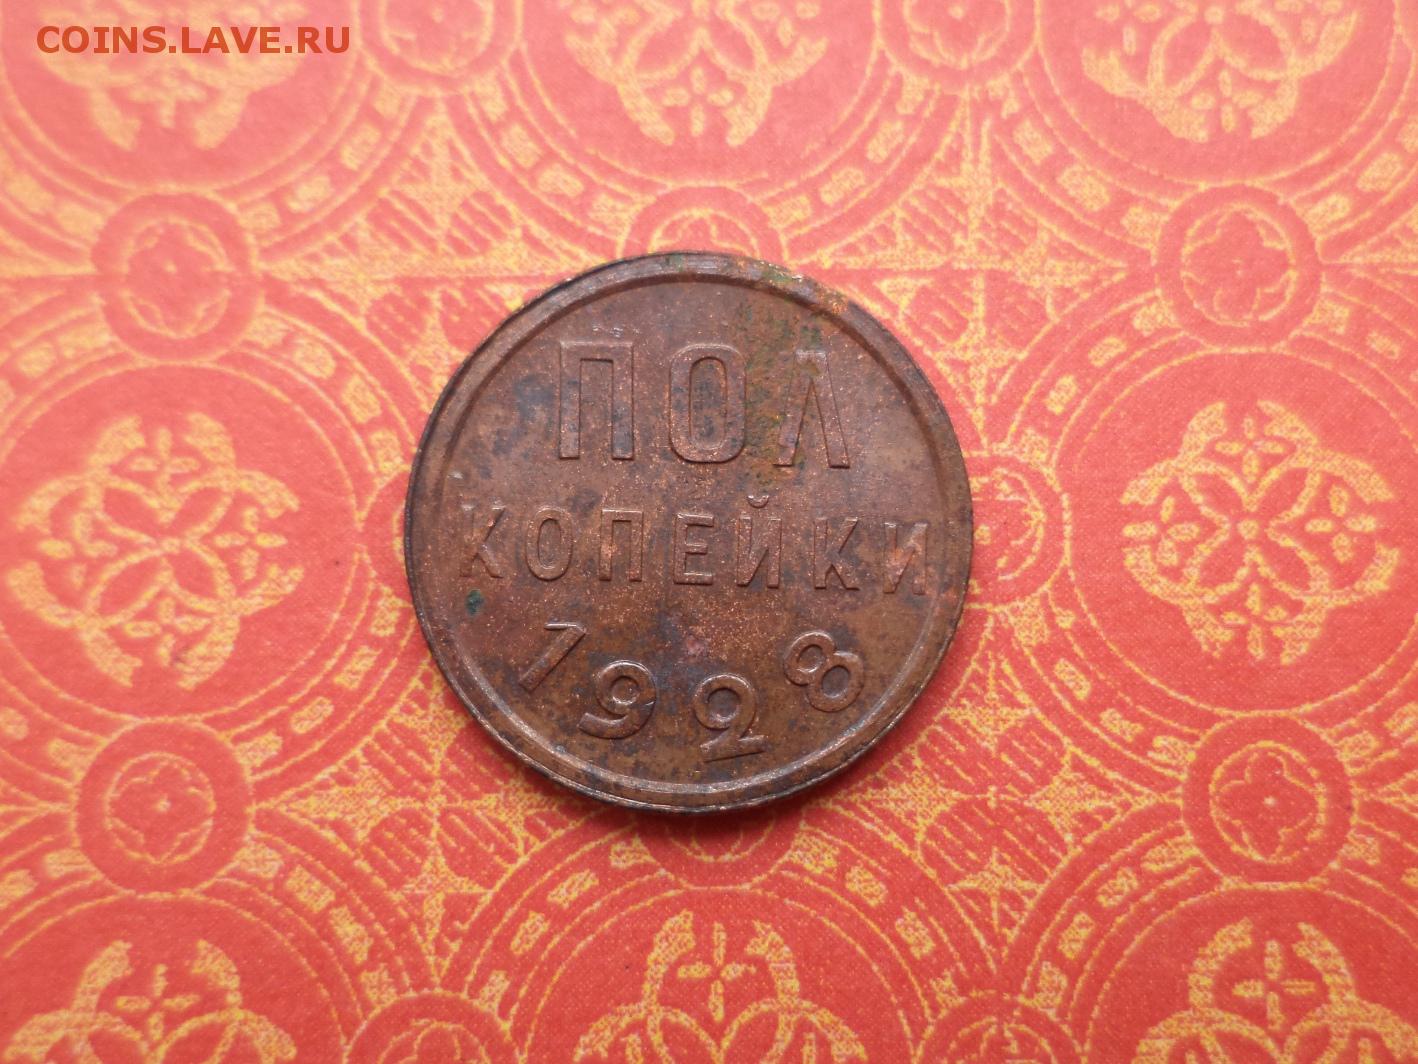 COINS.LAVE.RU
ПОЛ
КОПЕЙКИ
1928